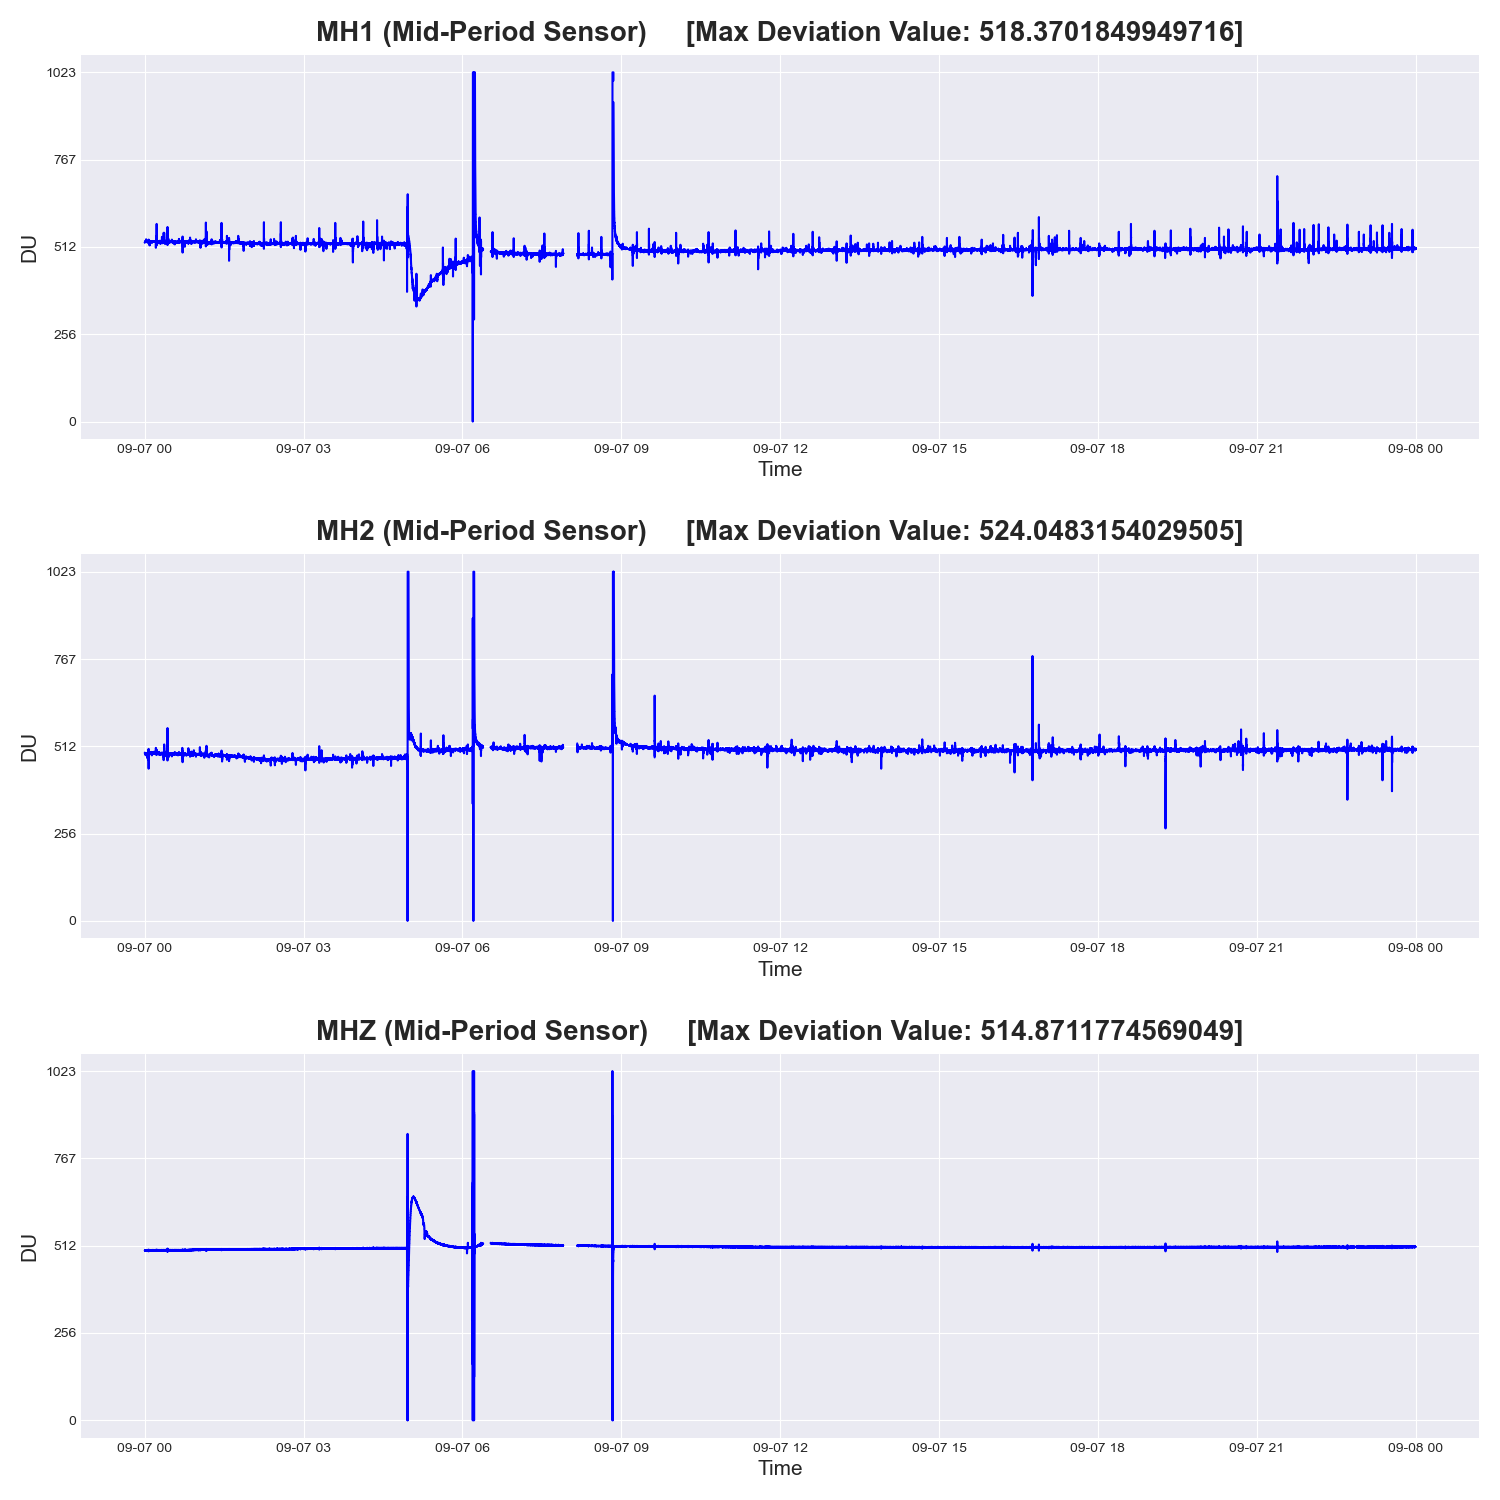 MH1 (Mid-Period Sensor) [Max Deviation Value: 518.3701849949716]
1023
767
512
256
0
DU
09-07 00 09-07 03 09-07 06 09-07 09 09-07 12 09-07 15 09-07 18 09-07 21 09-08 00
Time
MH2 (Mid-Period Sensor) [Max Deviation Value: 524.0483154029505]
1023
767
512
256
0
DU
09-07 00 09-07 03 09-07 06 09-07 09 09-07 12 09-07 15 09-07 18 09-07 21 09-08 00
Time
MHZ (Mid-Period Sensor) [Max Deviation Value: 514.8711774569049]
1023
767
512
256
0
DU
09-07 00 09-07 03 09-07 06 09-07 09 09-07 12 09-07 15 09-07 18 09-07 21 09-08 00
Time